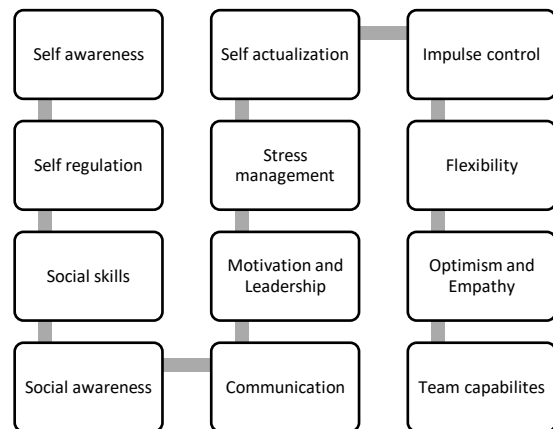 Self awareness
Self regulation
Social skills
Social awareness
Communication
Motivation and
Leadership
Stress
management
Self actualization
Impulse control
Flexibility
Optimism and
Empathy
Team capabilites